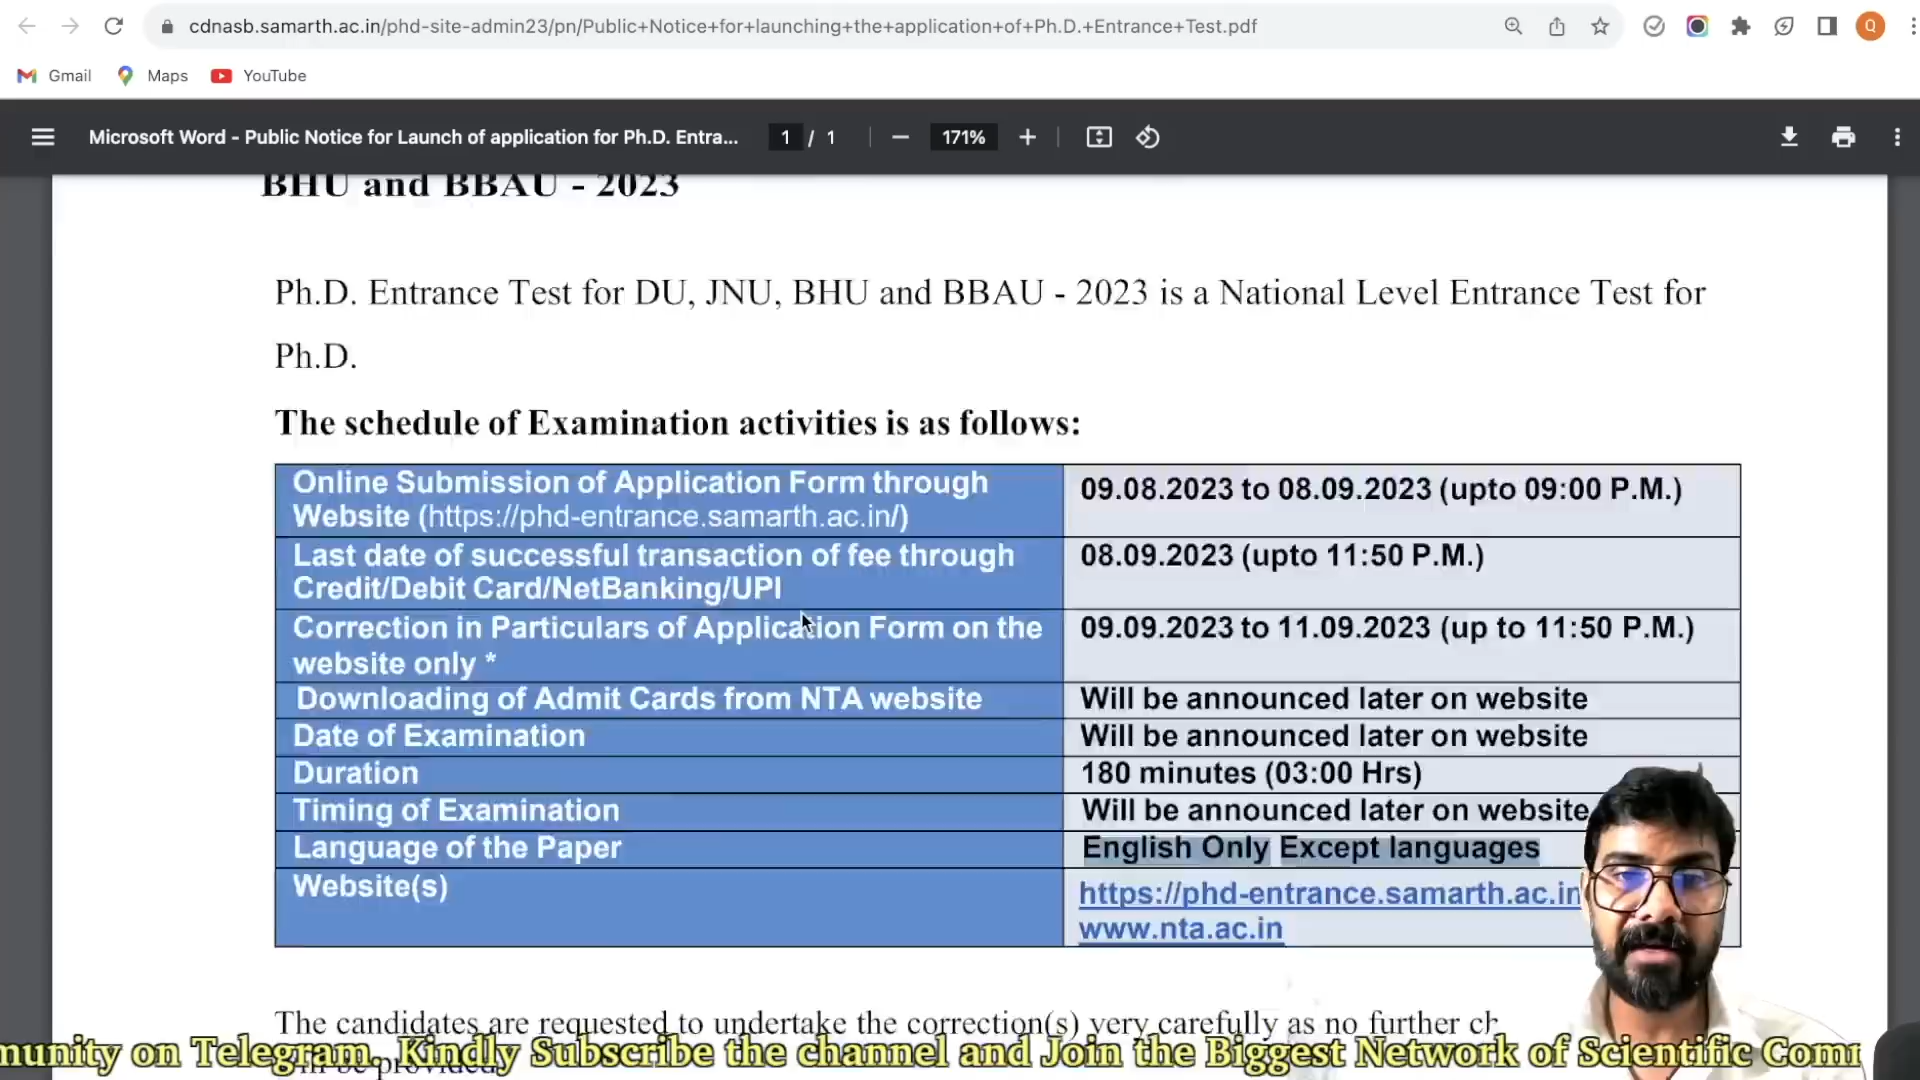 cdnasb.samarth.ac.in/phd-site-admin23/pn/Public+Notice+for+launching+the+application+of+Ph.D.+Entrance+Test.pdf
Q
Gmail Maps YouTube
Microsoft Word - Public Notice for Launch of application for Ph.D. Entra... 1 / 1 171%
BHU and BBAU - 2023
Ph.D. Entrance Test for DU, JNU, BHU and BBAU - 2023 is a National Level Entrance Test for
Ph.D.
The schedule of Examination activities is as follows:
Online Submission of Application Form through 09.08.2023 to 08.09.2023 (upto 09:00 P.M.)
Website (https://phd-entrance.samarth.ac.in/)
Last date of successful transaction of fee through 08.09.2023 (upto 11:50 P.M.)
Credit/Debit Card/NetBanking/UPI
Correction in Particulars of Application Form on the 09.09.2023 to 11.09.2023 (up to 11:50 P.M.)
website only *
Downloading of Admit Cards from NTA website Will be announced later on website
Date of Examination Will be announced later on website
Duration 180 minutes (03:00 Hrs)
Timing of Examination Will be announced later on website
Language of the Paper English Only Except languages
Website(s) https://phd-entrance.samarth.ac.in
www.nta.ac.in
The candidates are requested to undertake the correction(s) very carefully as no further
munity on Telegram. Kindly Subscribe the channel and Join the Biggest Network of Scientific Com
be provided